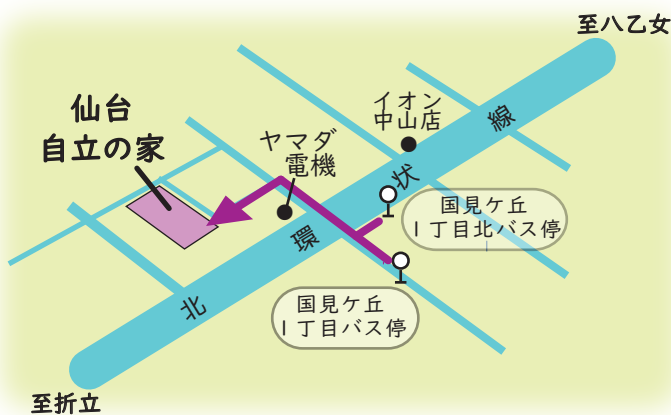 至八乙女
仙台
自立の家
イオン
中山店
ヤマダ
電機
北環状線
国見ケ丘
1丁目北バス停
国見ケ丘
1丁目バス停
至折立